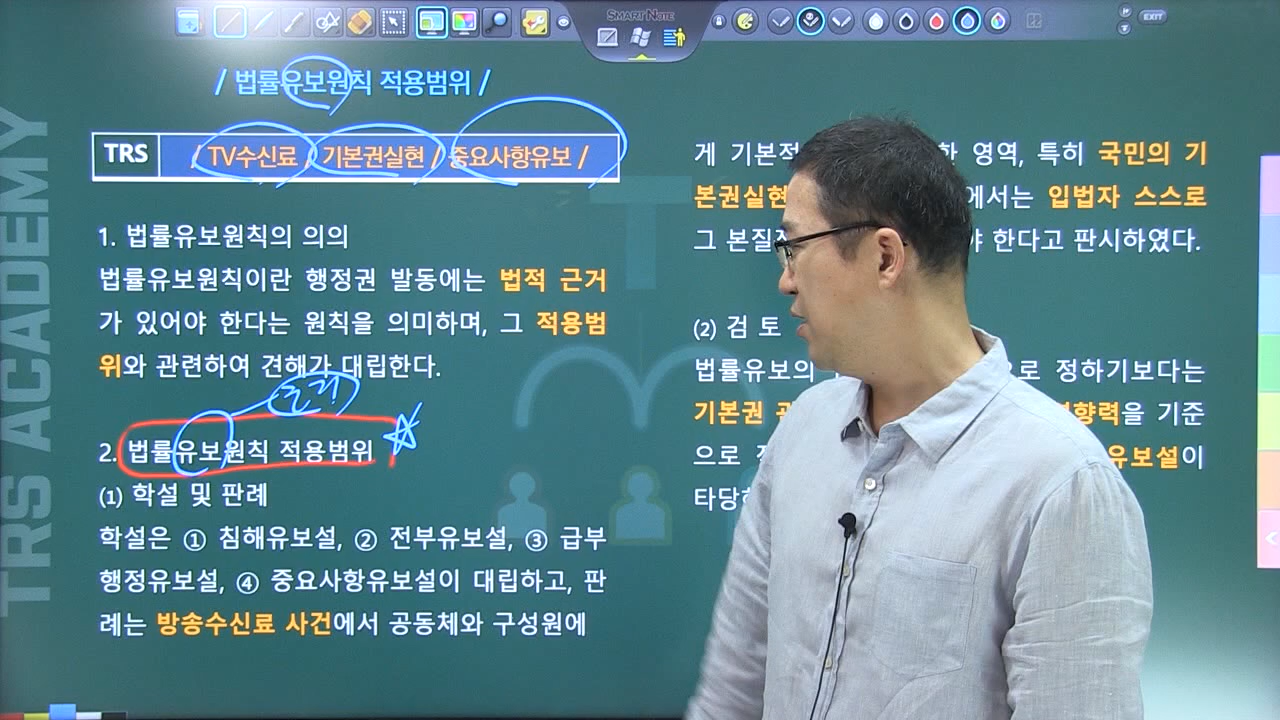 SMART NOTE
EXIT
/ 법률유보원칙 적용범위 /
TRS
/ TV수신료 / 기본권실현 / 중요사항유보 /
1. 법률유보원칙의 의의
법률유보원칙이란 행정권 발동에는 법적 근거
가 있어야 한다는 원칙을 의미하며, 그 적용범
위와 관련하여 견해가 대립한다.
2. 법률유보원칙 적용범위
(1) 학설 및 판례
학설은 ① 침해유보설, ② 전부유보설, ③ 급부
행정유보설, ④ 중요사항유보설이 대립하고, 판
례는 방송수신료 사건에서 공동체와 구성원에
게 기본적 한 영역, 특히 국민의 기
본권실현 에서는 입법자 스스로
그 본질적 야 한다고 판시하였다.
(2) 검 토
법률유보의 으로 정하기보다는
기본권 영향력을 기준
으로 유보설이
타당
TRS ACADEMY